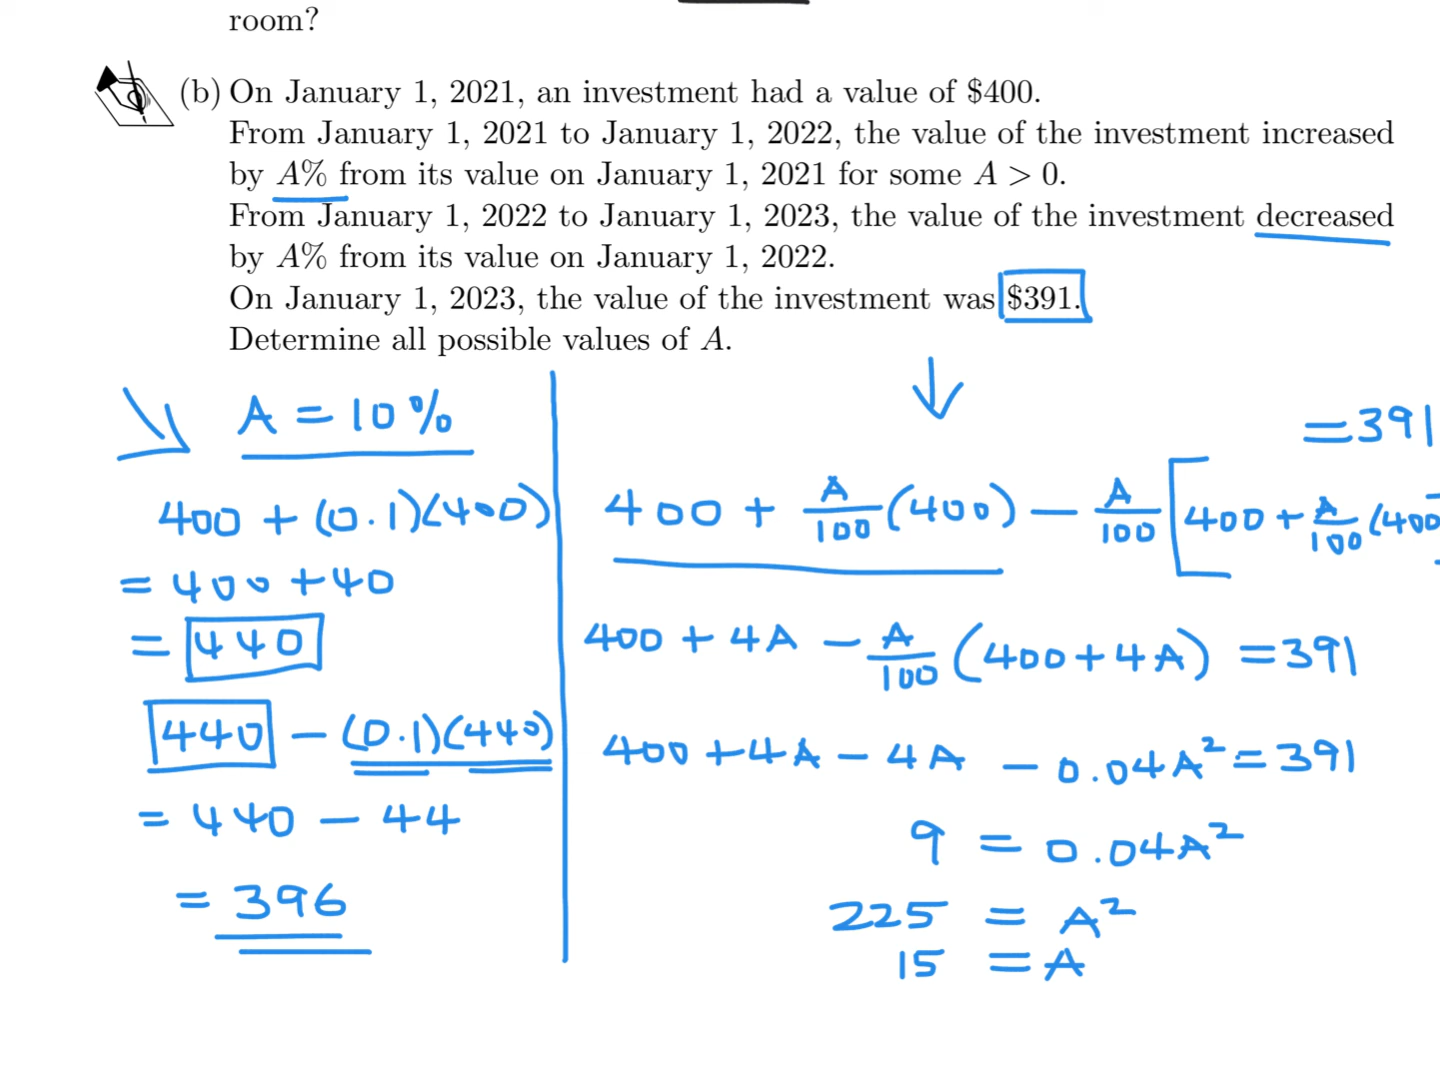 room?
(b) On January 1, 2021, an investment had a value of $400.
From January 1, 2021 to January 1, 2022, the value of the investment increased
by A% from its value on January 1, 2021 for some A > 0.
From January 1, 2022 to January 1, 2023, the value of the investment decreased
by A% from its value on January 1, 2022.
On January 1, 2023, the value of the investment was $391.
Determine all possible values of A.
A = 10%
400 + (0.1)(400)
= 400 + 40
= 440
440 - (0.1)(440)
= 440 - 44
= 396
= 391
400 + A/100 (400) - A/100 [400 + A/100 (400
400 + 4A - A/100 (400 + 4A) = 391
400 + 4A - 4A - 0.04A² = 391
9 = 0.04A²
225 = A²
15 = A